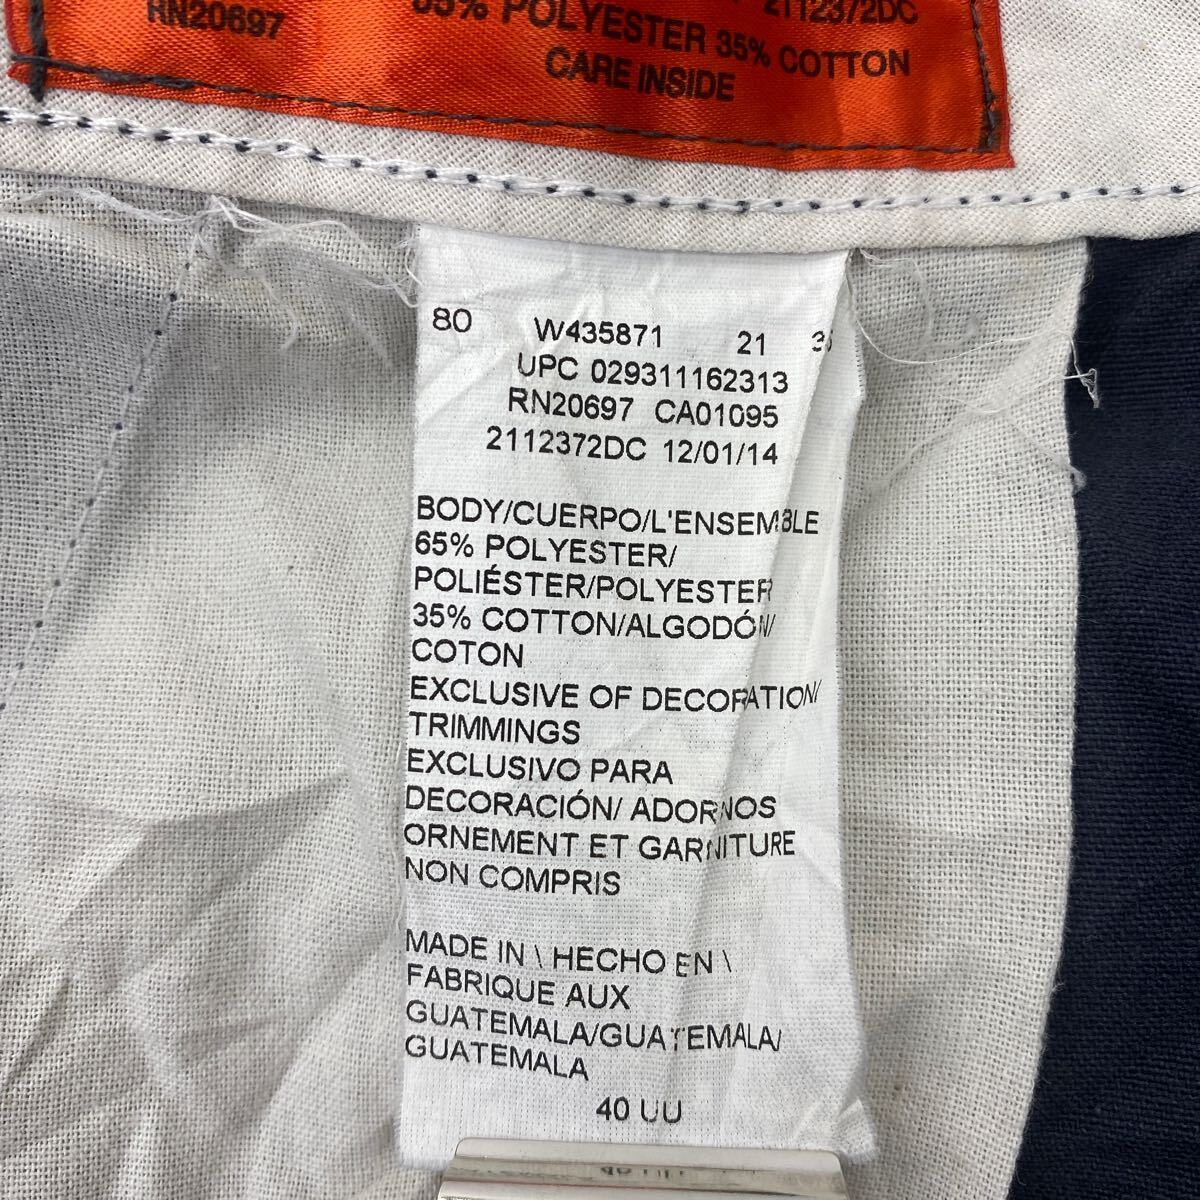 RN20697
2112372DC
65% POLYESTER 35% COTTON
CARE INSIDE
80 W435871 21
UPC 029311162313
RN20697 CA01095
2112372DC 12/01/14
BODY/CUERPO/L'ENSEMBLE
65% POLYESTER/
POLIÉSTER/POLYESTER
35% COTTON/ALGODÓN/
COTON
EXCLUSIVE OF DECORATION/
TRIMMINGS
EXCLUSIVO PARA
DECORACIÓN/ ADORNOS
ORNEMENT ET GARNITURE
NON COMPRIS
MADE IN \ HECHO EN \
FABRIQUE AUX
GUATEMALA/GUATEMALA/
GUATEMALA
40 UU